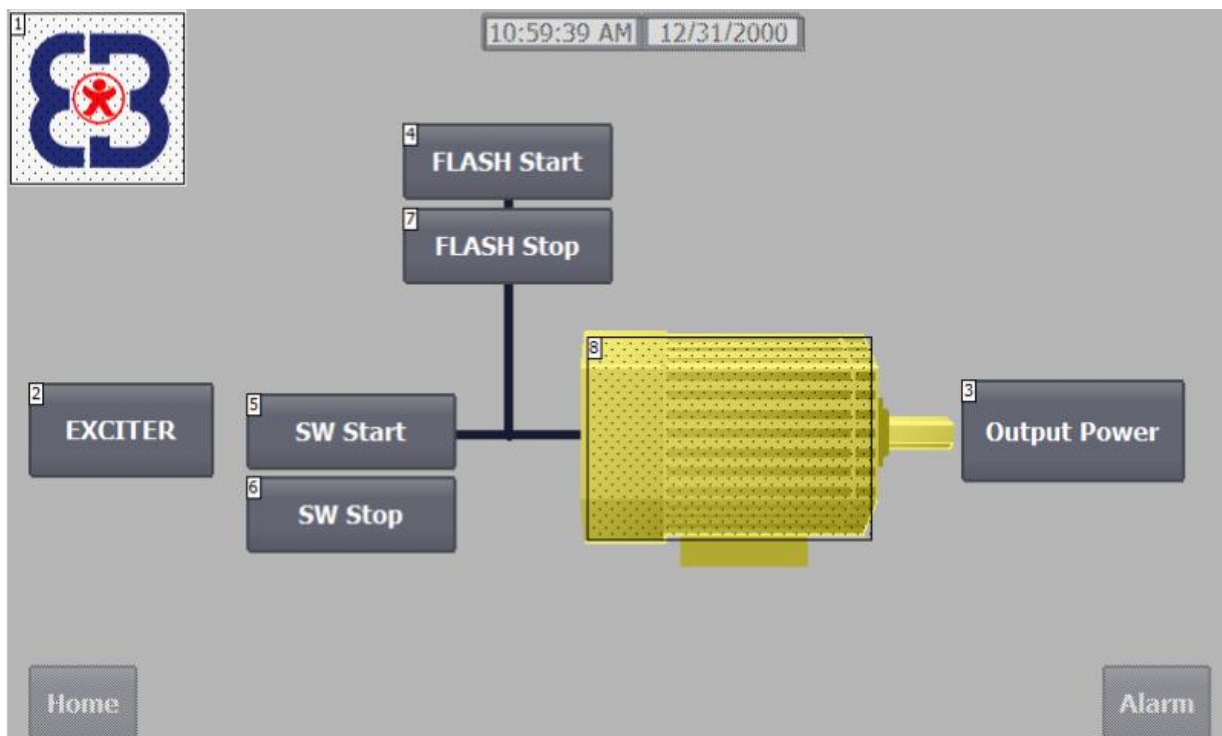 1
10:59:39 AM 12/31/2000
4
FLASH Start
7
FLASH Stop
8
2
EXCITER
5
SW Start
3
Output Power
6
SW Stop
Home
Alarm